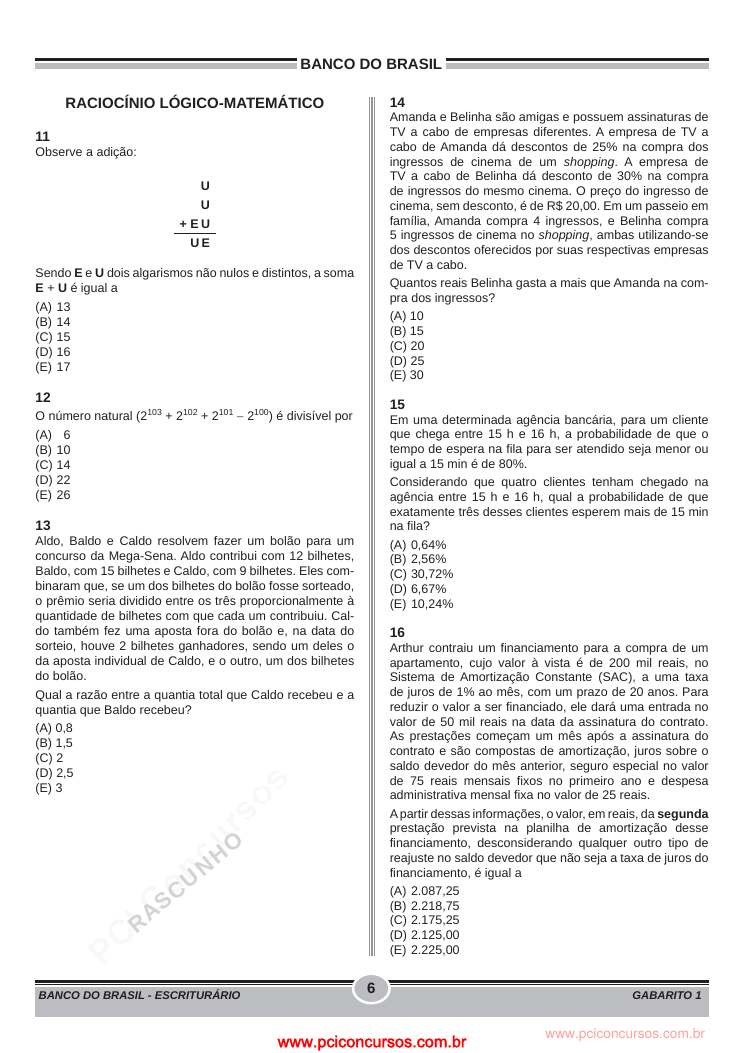 BANCO DO BRASIL
RACIOCÍNIO LÓGICO-MATEMÁTICO
11
Observe a adição:
U
U
+ E U
U E
Sendo E e U dois algarismos não nulos e distintos, a soma
E + U é igual a
(A) 13
(B) 14
(C) 15
(D) 16
(E) 17
12
O número natural (2^103 + 2^102 + 2^101 − 2^100) é divisível por
(A) 6
(B) 10
(C) 14
(D) 22
(E) 26
13
Aldo, Baldo e Caldo resolvem fazer um bolão para um
concurso da Mega-Sena. Aldo contribui com 12 bilhetes,
Baldo, com 15 bilhetes e Caldo, com 9 bilhetes. Eles com-
binaram que, se um dos bilhetes do bolão fosse sorteado,
o prêmio seria dividido entre os três proporcionalmente à
quantidade de bilhetes com que cada um contribuiu. Cal-
do também fez uma aposta fora do bolão e, na data do
sorteio, houve 2 bilhetes ganhadores, sendo um deles o
da aposta individual de Caldo, e o outro, um dos bilhetes
do bolão.
Qual a razão entre a quantia total que Caldo recebeu e a
quantia que Baldo recebeu?
(A) 0,8
(B) 1,5
(C) 2
(D) 2,5
(E) 3
PCI Concursos
RASCUNHO
14
Amanda e Belinha são amigas e possuem assinaturas de
TV a cabo de empresas diferentes. A empresa de TV a
cabo de Amanda dá descontos de 25% na compra dos
ingressos de cinema de um shopping. A empresa de
TV a cabo de Belinha dá desconto de 30% na compra
de ingressos do mesmo cinema. O preço do ingresso de
cinema, sem desconto, é de R$ 20,00. Em um passeio em
família, Amanda compra 4 ingressos, e Belinha compra
5 ingressos de cinema no shopping, ambas utilizando-se
dos descontos oferecidos por suas respectivas empresas
de TV a cabo.
Quantos reais Belinha gasta a mais que Amanda na com-
pra dos ingressos?
(A) 10
(B) 15
(C) 20
(D) 25
(E) 30
15
Em uma determinada agência bancária, para um cliente
que chega entre 15 h e 16 h, a probabilidade de que o
tempo de espera na fila para ser atendido seja menor ou
igual a 15 min é de 80%.
Considerando que quatro clientes tenham chegado na
agência entre 15 h e 16 h, qual a probabilidade de que
exatamente três desses clientes esperem mais de 15 min
na fila?
(A) 0,64%
(B) 2,56%
(C) 30,72%
(D) 6,67%
(E) 10,24%
16
Arthur contraiu um financiamento para a compra de um
apartamento, cujo valor à vista é de 200 mil reais, no
Sistema de Amortização Constante (SAC), a uma taxa
de juros de 1% ao mês, com um prazo de 20 anos. Para
reduzir o valor a ser financiado, ele dará uma entrada no
valor de 50 mil reais na data da assinatura do contrato.
As prestações começam um mês após a assinatura do
contrato e são compostas de amortização, juros sobre o
saldo devedor do mês anterior, seguro especial no valor
de 75 reais mensais fixos no primeiro ano e despesa
administrativa mensal fixa no valor de 25 reais.
A partir dessas informações, o valor, em reais, da segunda
prestação prevista na planilha de amortização desse
financiamento, desconsiderando qualquer outro tipo de
reajuste no saldo devedor que não seja a taxa de juros do
financiamento, é igual a
(A) 2.087,25
(B) 2.218,75
(C) 2.175,25
(D) 2.125,00
(E) 2.225,00
BANCO DO BRASIL - ESCRITURÁRIO
6
GABARITO 1
www.pciconcursos.com.br
www.pciconcursos.com.br